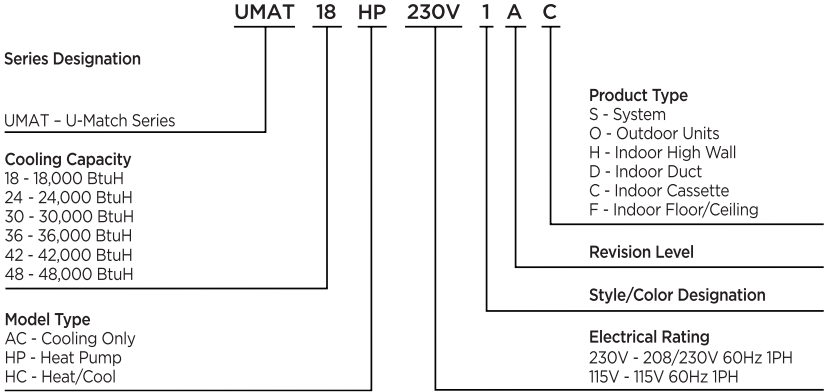 UMAT 18 HP 230V 1 A C
Series Designation
UMAT – U-Match Series
Cooling Capacity
18 - 18,000 BtuH
24 - 24,000 BtuH
30 - 30,000 BtuH
36 - 36,000 BtuH
42 - 42,000 BtuH
48 - 48,000 BtuH
Model Type
AC - Cooling Only
HP - Heat Pump
HC - Heat/Cool
Product Type
S - System
O - Outdoor Units
H - Indoor High Wall
D - Indoor Duct
C - Indoor Cassette
F - Indoor Floor/Ceiling
Revision Level
Style/Color Designation
Electrical Rating
230V - 208/230V 60Hz 1PH
115V - 115V 60Hz 1PH